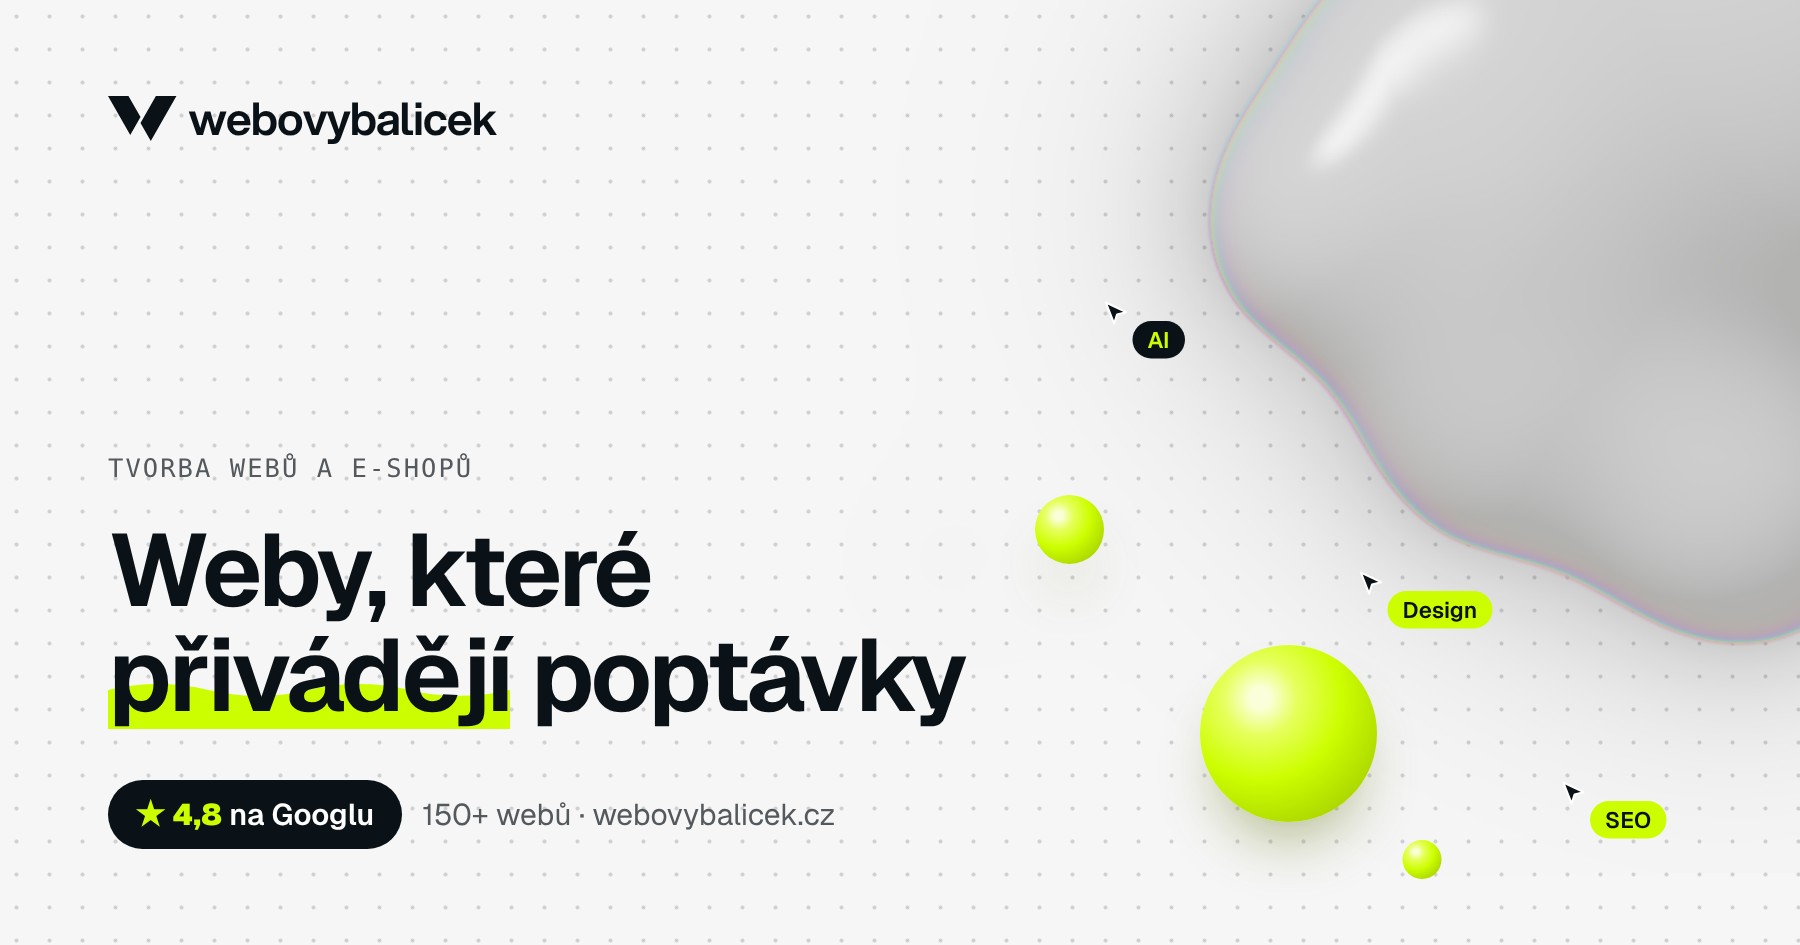 webovybalicek
AI
TVORBA WEBŮ A E-SHOPŮ
Weby, které
přivádějí poptávky
Design
★ 4,8 na Googlu
150+ webů · webovybalicek.cz
SEO